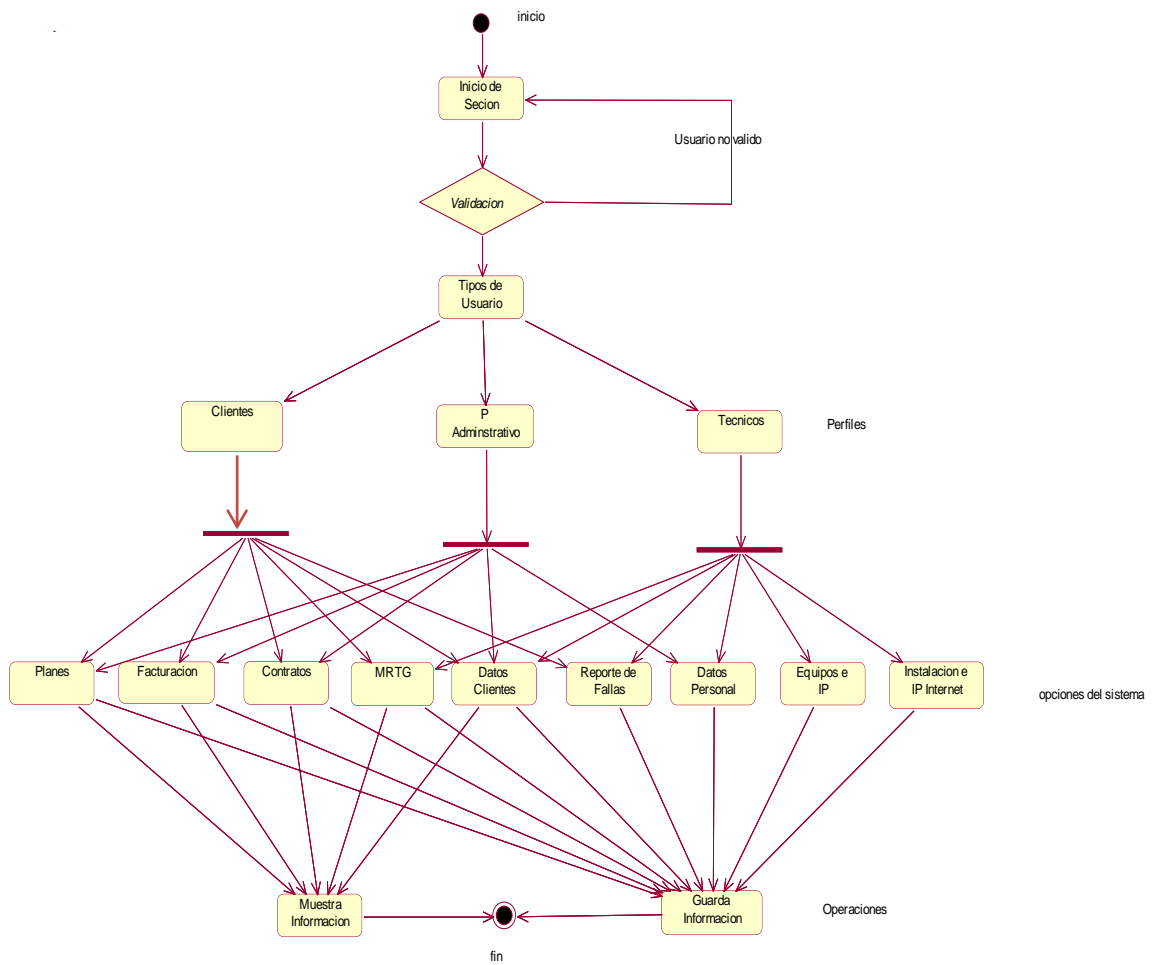 inicio
Inicio de
Secion
Usuario no valido
Validacion
Tipos de
Usuario
Clientes
P
Adminstrativo
Tecnicos
Perfiles
Planes
Facturacion
Contratos
MRTG
Datos
Clientes
Reporte de
Fallas
Datos
Personal
Equipos e
IP
Instalacion e
IP Internet
opciones del sistema
Muestra
Informacion
Guarda
Informacion
Operaciones
fin